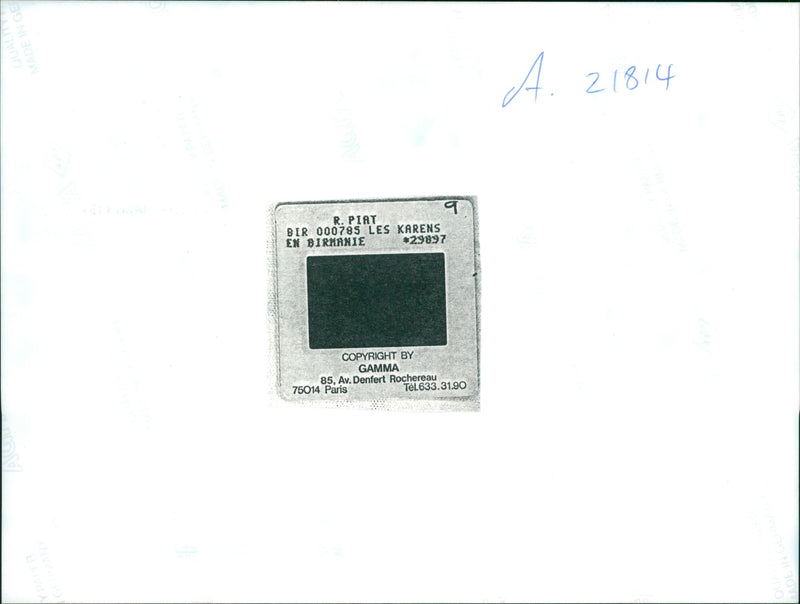 A. 21814
9
R. PIAT
BIR 000785 LES KARENS
EN BIRMANIE *29897
COPYRIGHT BY
GAMMA
85, Av. Denfert Rochereau
75014 Paris Tél.633.31.90